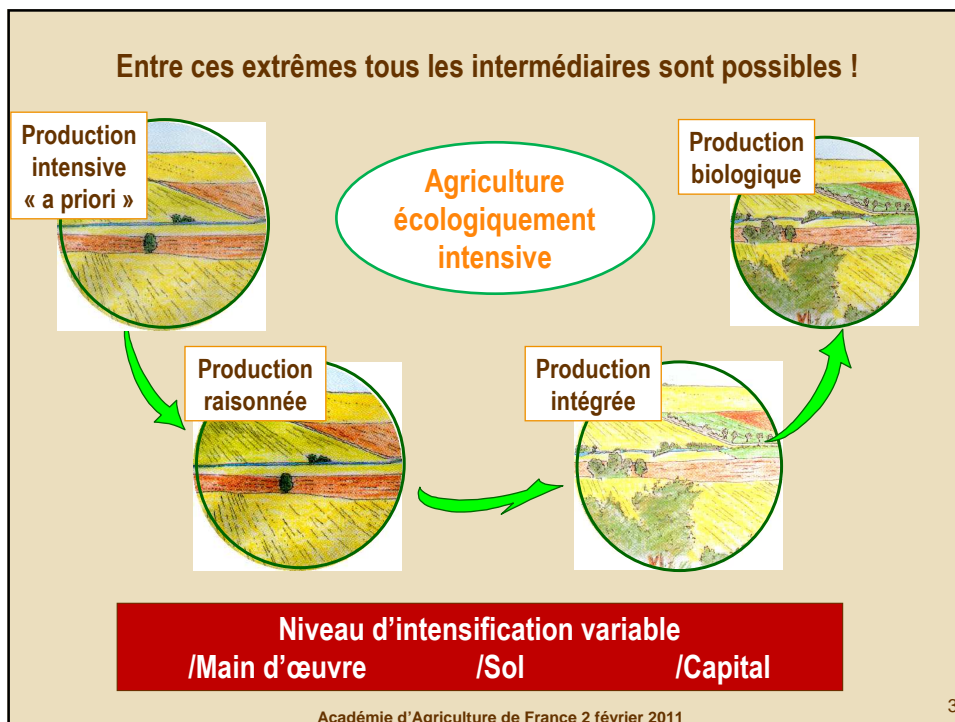 Entre ces extrêmes tous les intermédiaires sont possibles !
Production
intensive
« a priori »
Agriculture
écologiquement
intensive
Production
biologique
Production
raisonnée
Production
intégrée
Niveau d’intensification variable
/Main d’œuvre /Sol /Capital
Académie d’Agriculture de France 2 février 2011
3